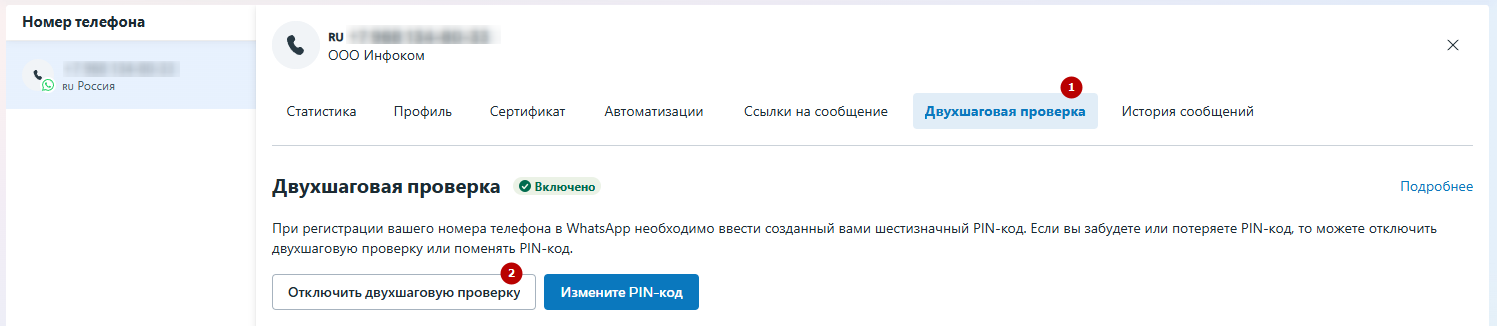 Номер телефона
RU Россия
RU
ООО Инфоком
Статистика
Профиль
Сертификат
Автоматизации
Ссылки на сообщение
1
Двухшаговая проверка
История сообщений
Двухшаговая проверка
Включено
Подробнее
При регистрации вашего номера телефона в WhatsApp необходимо ввести созданный вами шестизначный PIN-код. Если вы забудете или потеряете PIN-код, то можете отключить
двухшаговую проверку или поменять PIN-код.
2
Отключить двухшаговую проверку
Измените PIN-код